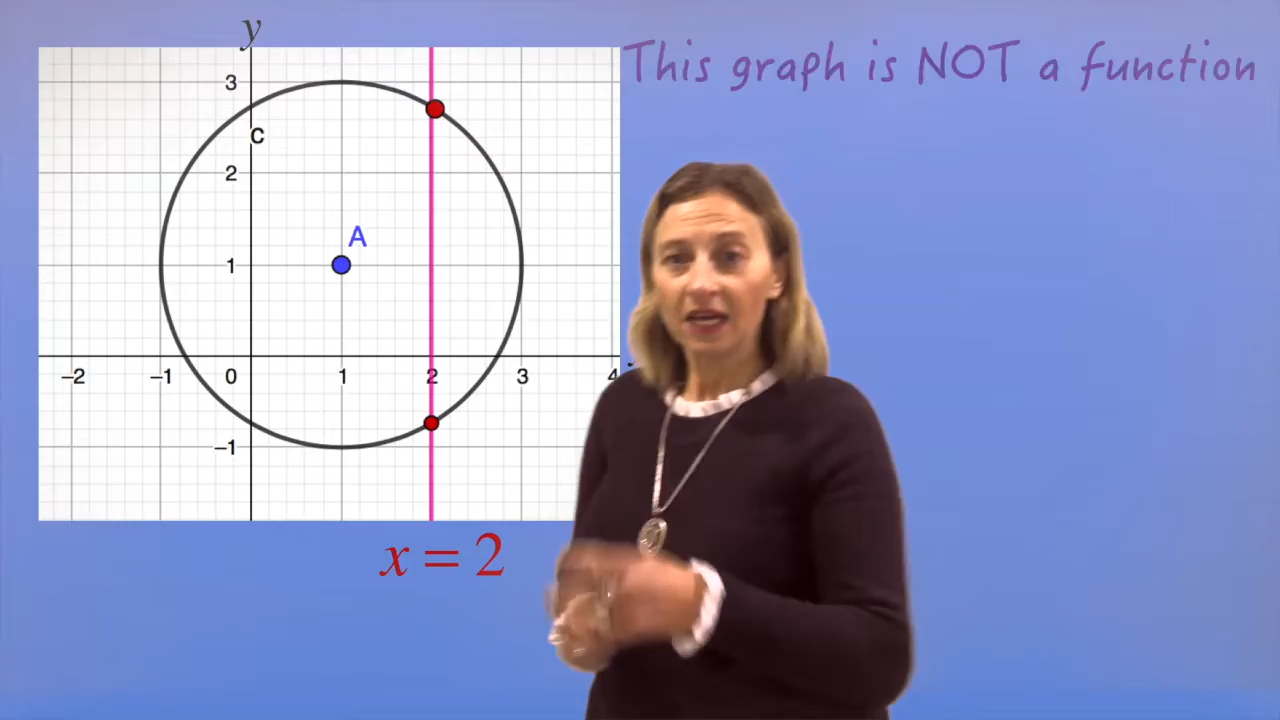 y
This graph is NOT a function
3
C
2
A
1
−2 −1 0 1 2 3 4
−1
x = 2